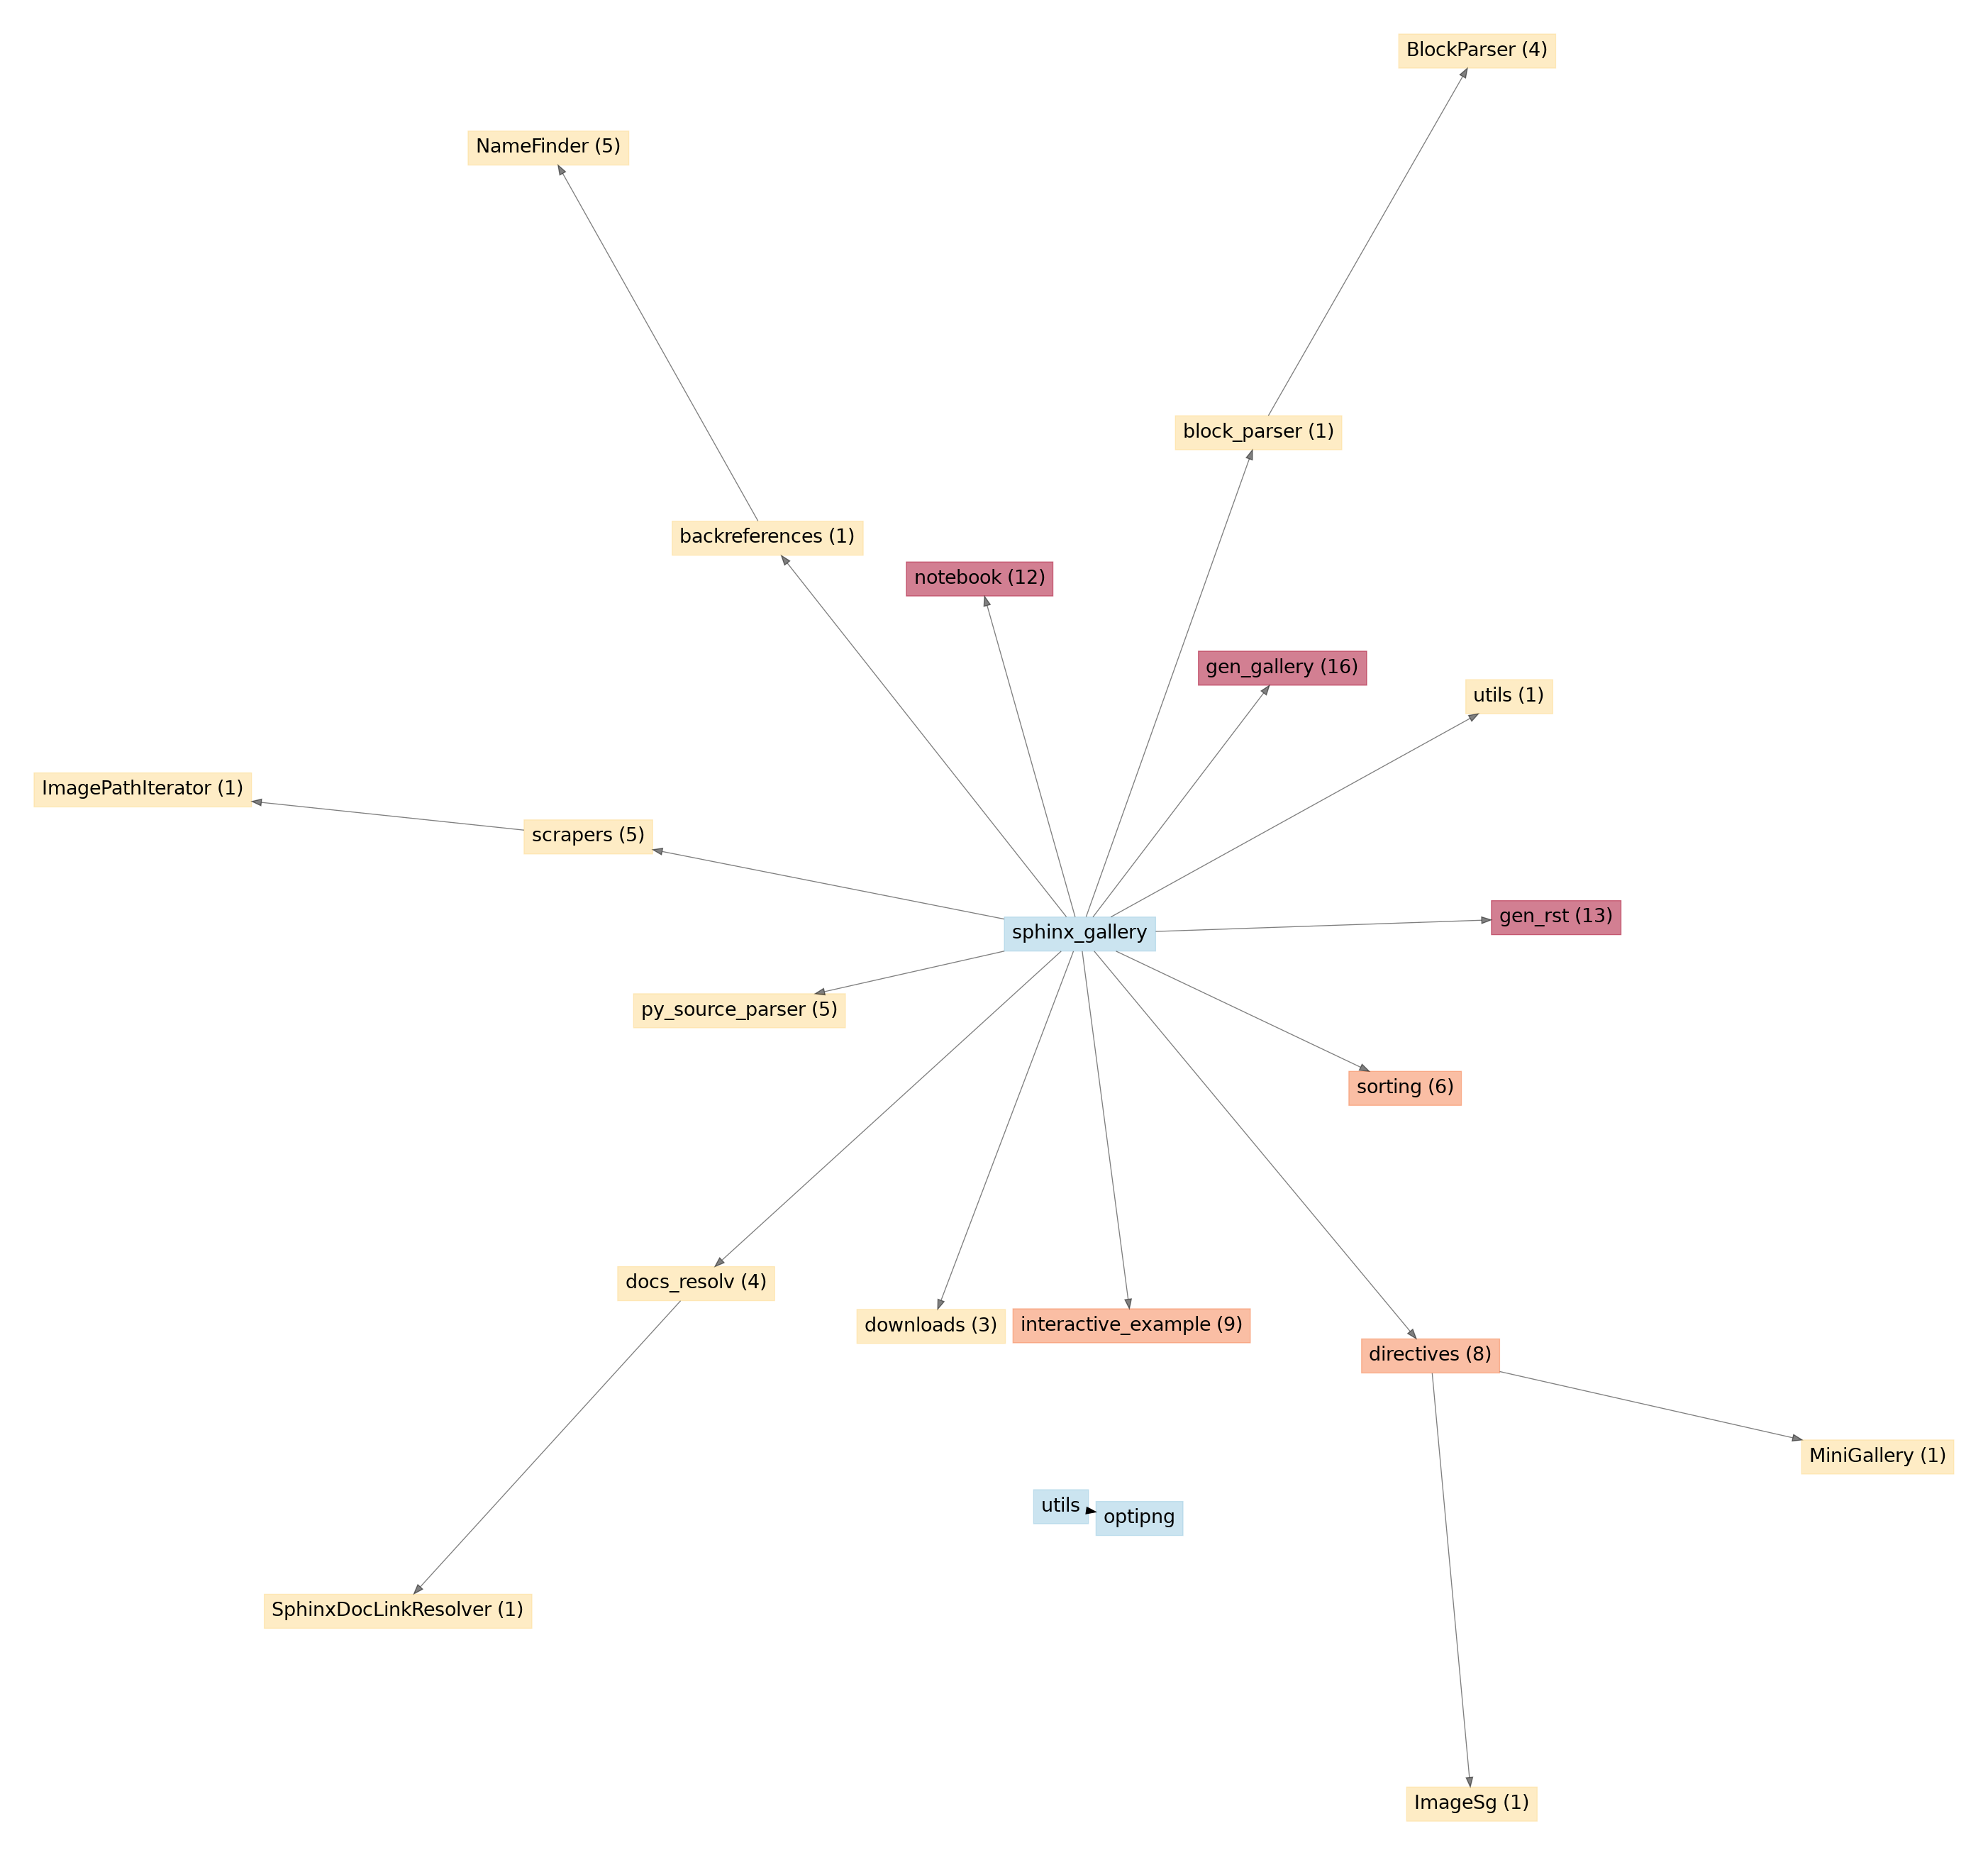 BlockParser (4)
NameFinder (5)
block_parser (1)
backreferences (1)
notebook (12)
gen_gallery (16)
utils (1)
ImagePathIterator (1)
scrapers (5)
gen_rst (13)
sphinx_gallery
py_source_parser (5)
sorting (6)
docs_resolv (4)
downloads (3)
interactive_example (9)
directives (8)
MiniGallery (1)
utils
optipng
SphinxDocLinkResolver (1)
ImageSg (1)